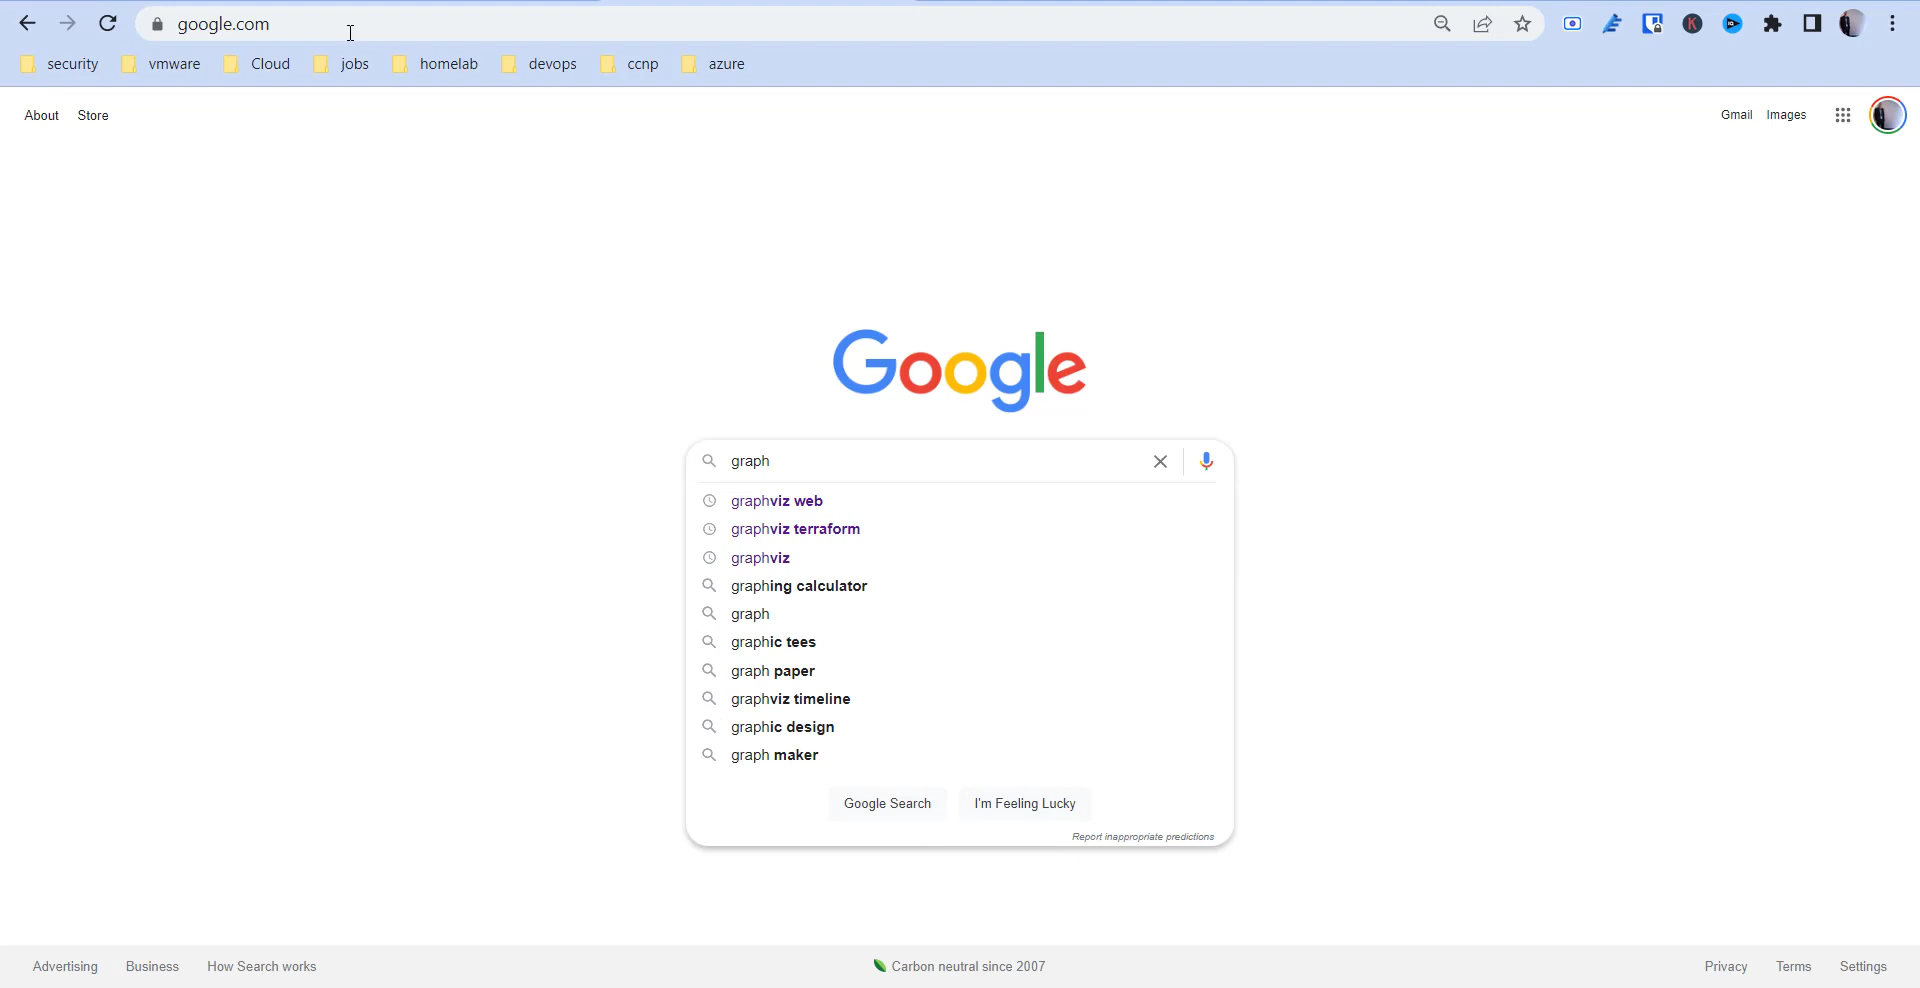 google.com
security vmware Cloud jobs homelab devops ccnp azure
About Store Gmail Images
Google
graph
graphviz web
graphviz terraform
graphviz
graphing calculator
graph
graphic tees
graph paper
graphviz timeline
graphic design
graph maker
Google Search I'm Feeling Lucky
Report inappropriate predictions
Advertising Business How Search works Carbon neutral since 2007 Privacy Terms Settings